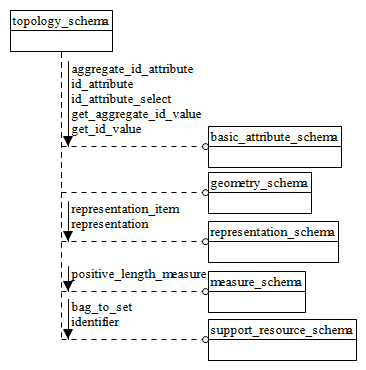 topology_schema
aggregate_id_attribute
id_attribute
id_attribute_select
get_aggregate_id_value
get_id_value
basic_attribute_schema
geometry_schema
representation_item
representation
representation_schema
positive_length_measure
measure_schema
bag_to_set
identifier
support_resource_schema